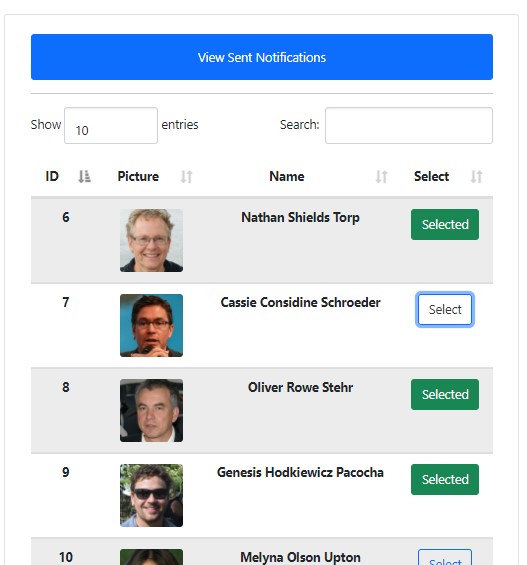 View Sent Notifications
Show 10 entries Search:
ID Picture Name Select
6 Nathan Shields Torp Selected
7 Cassie Considine Schroeder Select
8 Oliver Rowe Stehr Selected
9 Genesis Hodkiewicz Pacocha Selected
10 Melyna Olson Upton Select